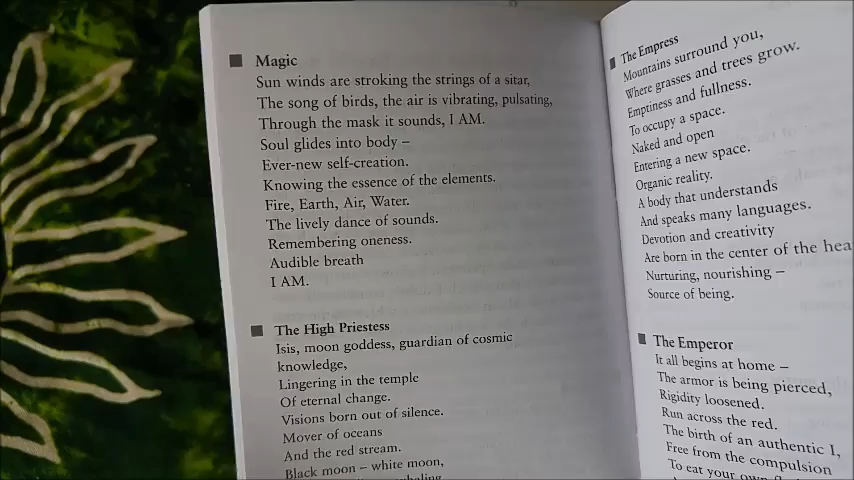 Magic
Sun winds are stroking the strings of a sitar,
The song of birds, the air is vibrating, pulsating,
Through the mask it sounds, I AM.
Soul glides into body –
Ever-new self-creation.
Knowing the essence of the elements.
Fire, Earth, Air, Water.
The lively dance of sounds.
Remembering oneness.
Audible breath
I AM.
The High Priestess
Isis, moon goddess, guardian of cosmic
knowledge,
Lingering in the temple
Of eternal change.
Visions born out of silence.
Mover of oceans
And the red stream.
Black moon – white moon,
The Empress
Mountains surround you,
Where grasses and trees grow.
Emptiness and fullness.
To occupy a space.
Naked and open
Entering a new space.
Organic reality.
A body that understands
And speaks many languages.
Devotion and creativity
Are born in the center of the hea
Nurturing, nourishing –
Source of being.
The Emperor
It all begins at home –
The armor is being pierced,
Rigidity loosened.
Run across the red.
The birth of an authentic I,
Free from the compulsion
To eat your own